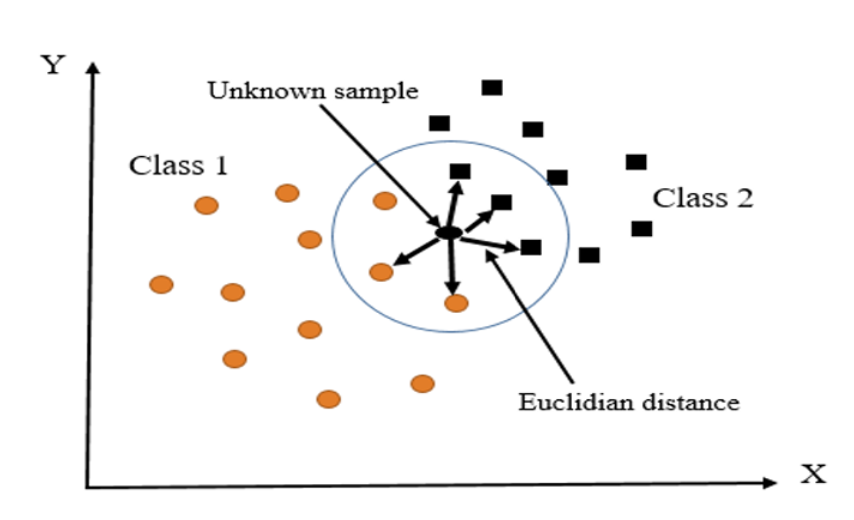 Y
Unknown sample
Class 1
Class 2
Euclidian distance
X